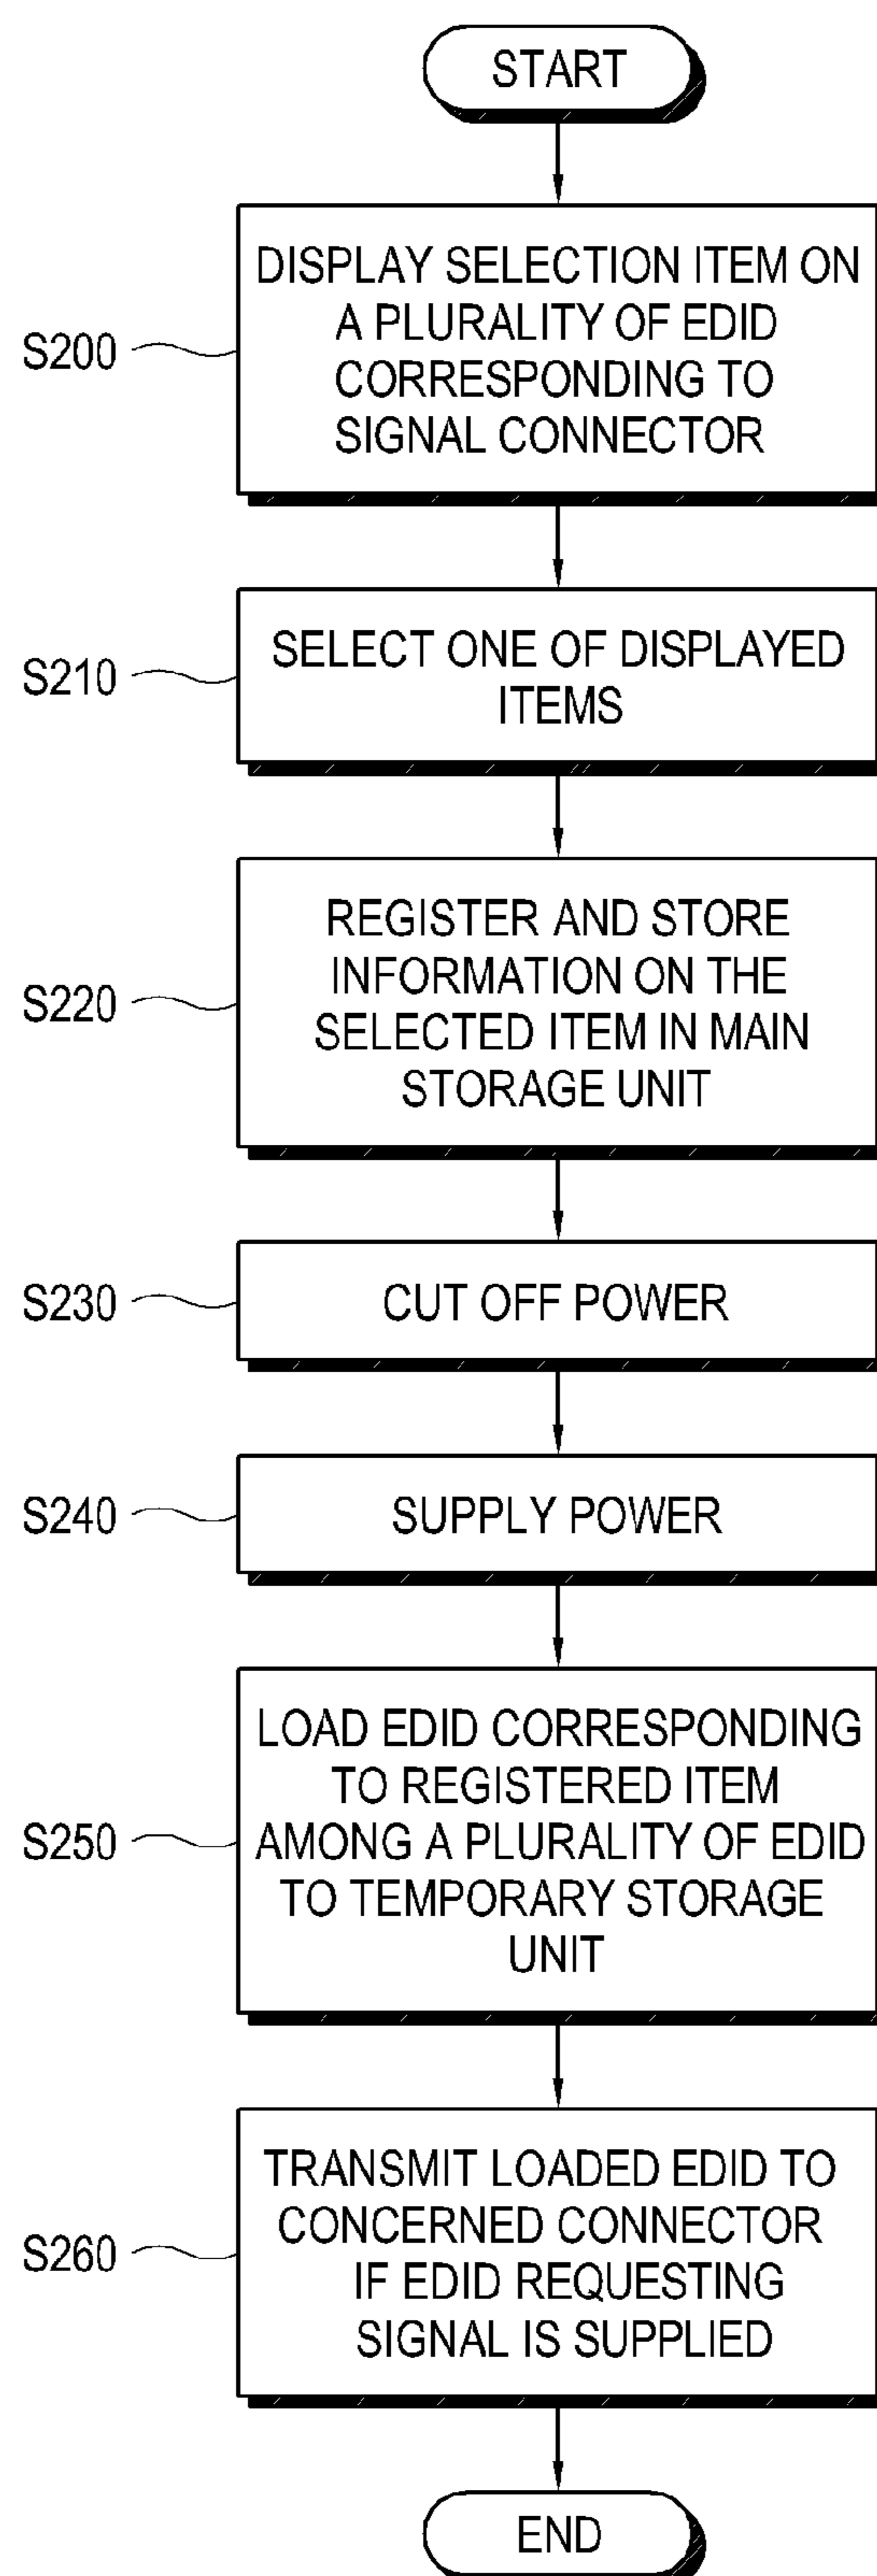 START
DISPLAY SELECTION ITEM ON
A PLURALITY OF EDID
CORRESPONDING TO
SIGNAL CONNECTOR
S200
SELECT ONE OF DISPLAYED
ITEMS
S210
REGISTER AND STORE
INFORMATION ON THE
SELECTED ITEM IN MAIN
STORAGE UNIT
S220
CUT OFF POWER
S230
SUPPLY POWER
S240
LOAD EDID CORRESPONDING
TO REGISTERED ITEM
AMONG A PLURALITY OF EDID
TO TEMPORARY STORAGE
UNIT
S250
TRANSMIT LOADED EDID TO
CONCERNED CONNECTOR
IF EDID REQUESTING
SIGNAL IS SUPPLIED
S260
END